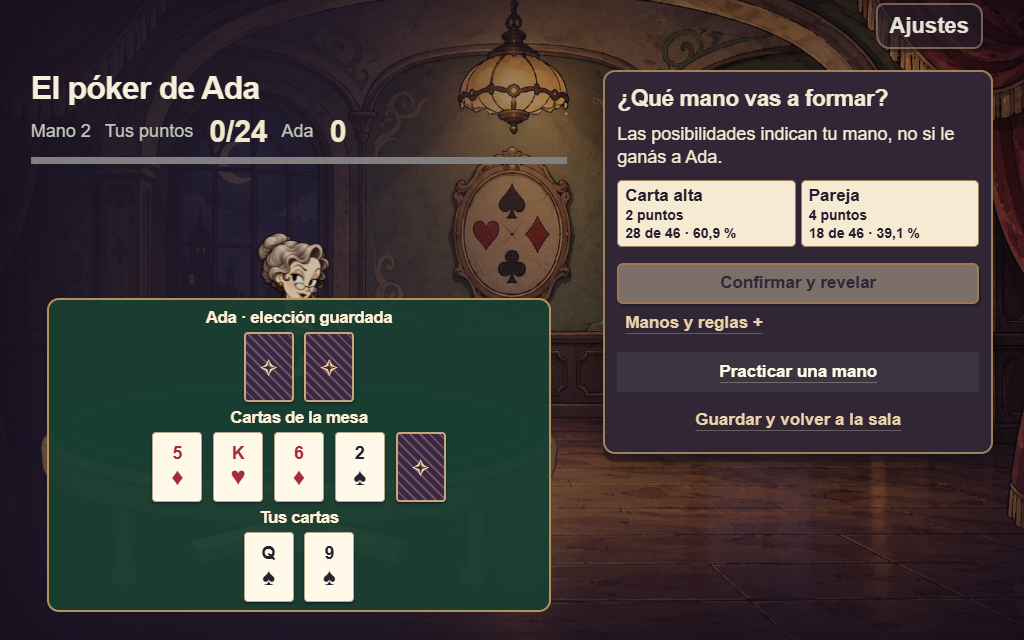 Ajustes
El póker de Ada
Mano 2 Tus puntos 0/24 Ada 0
¿Qué mano vas a formar?
Las posibilidades indican tu mano, no si le
ganás a Ada.
Carta alta
2 puntos
28 de 46 · 60,9 %
Pareja
4 puntos
18 de 46 · 39,1 %
Confirmar y revelar
Manos y reglas +
Practicar una mano
Guardar y volver a la sala
Ada · elección guardada
Cartas de la mesa
5 K 6 2
Tus cartas
Q 9